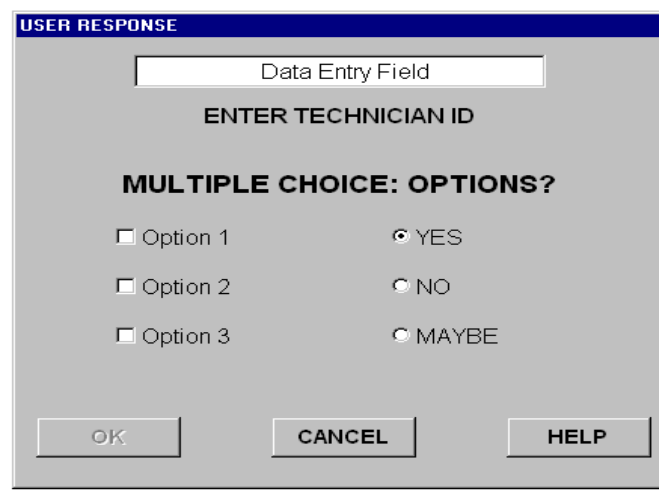 USER RESPONSE
Data Entry Field
ENTER TECHNICIAN ID
MULTIPLE CHOICE: OPTIONS?
Option 1 YES
Option 2 NO
Option 3 MAYBE
OK CANCEL HELP